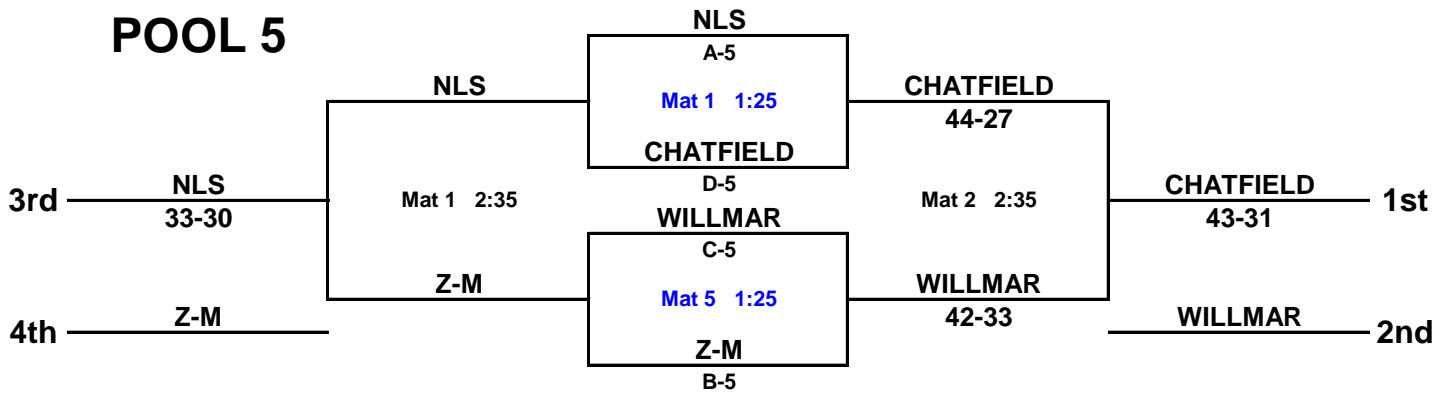 POOL 5
NLS
A-5
NLS
Mat 1 1:25
CHATFIELD
44-27
CHATFIELD
D-5
3rd
NLS
33-30
Mat 1 2:35
Mat 2 2:35
CHATFIELD
43-31
1st
WILLMAR
C-5
Z-M
Mat 5 1:25
WILLMAR
42-33
4th
Z-M
Z-M
B-5
WILLMAR
2nd